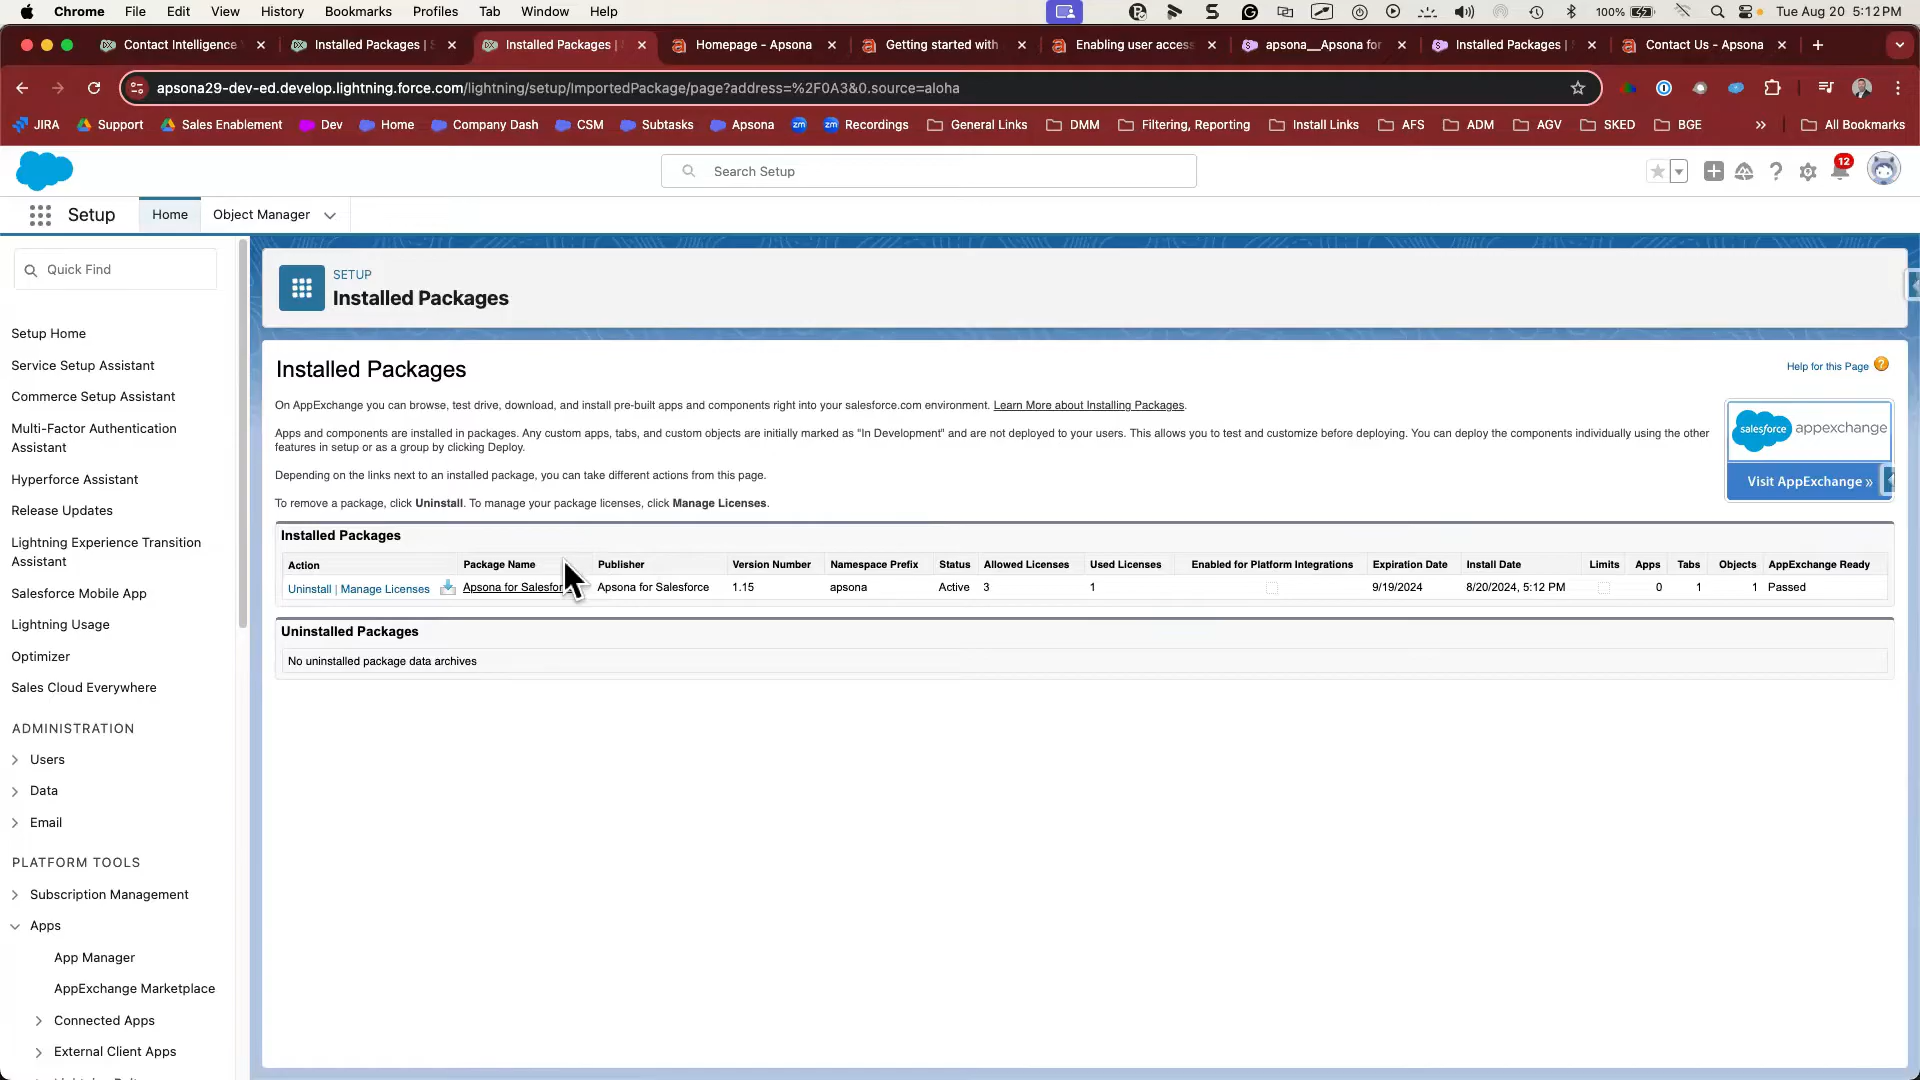 Chrome File Edit View History Bookmarks Profiles Tab Window Help 100% Tue Aug 20 5:12 PM
Contact Intelligence Installed Packages | Installed Packages | Homepage - Apsona Getting started with Enabling user access apsona__Apsona for Installed Packages | Contact Us - Apsona
apsona29-dev-ed.develop.lightning.force.com/lightning/setup/ImportedPackage/page?address=%2F0A3&0.source=aloha
JIRA Support Sales Enablement Dev Home Company Dash CSM Subtasks Apsona zm zm Recordings General Links DMM Filtering, Reporting Install Links AFS ADM AGV SKED BGE » All Bookmarks
Search Setup
12
Setup Home Object Manager
Quick Find
Setup Home
Service Setup Assistant
Commerce Setup Assistant
Multi-Factor Authentication
Assistant
Hyperforce Assistant
Release Updates
Lightning Experience Transition
Assistant
Salesforce Mobile App
Lightning Usage
Optimizer
Sales Cloud Everywhere
ADMINISTRATION
Users
Data
Email
PLATFORM TOOLS
Subscription Management
Apps
App Manager
AppExchange Marketplace
Connected Apps
External Client Apps
SETUP
Installed Packages
Installed Packages
Help for this Page
On AppExchange you can browse, test drive, download, and install pre-built apps and components right into your salesforce.com environment. Learn More about Installing Packages.
Apps and components are installed in packages. Any custom apps, tabs, and custom objects are initially marked as "In Development" and are not deployed to your users. This allows you to test and customize before deploying. You can deploy the components individually using the other
features in setup or as a group by clicking Deploy.
Depending on the links next to an installed package, you can take different actions from this page.
To remove a package, click Uninstall. To manage your package licenses, click Manage Licenses.
salesforce appexchange
Visit AppExchange »
Installed Packages
Action Package Name Publisher Version Number Namespace Prefix Status Allowed Licenses Used Licenses Enabled for Platform Integrations Expiration Date Install Date Limits Apps Tabs Objects AppExchange Ready
Uninstall | Manage Licenses Apsona for Salesfor Apsona for Salesforce 1.15 apsona Active 3 1 9/19/2024 8/20/2024, 5:12 PM 0 1 1 Passed
Uninstalled Packages
No uninstalled package data archives